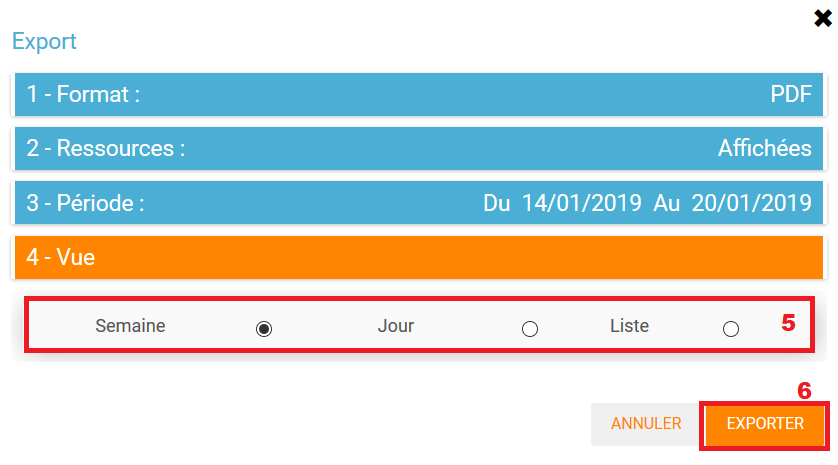 ✖
Export
1 - Format : PDF
2 - Ressources : Affichées
3 - Période : Du 14/01/2019 Au 20/01/2019
4 - Vue
Semaine Jour Liste 5
6
ANNULER EXPORTER